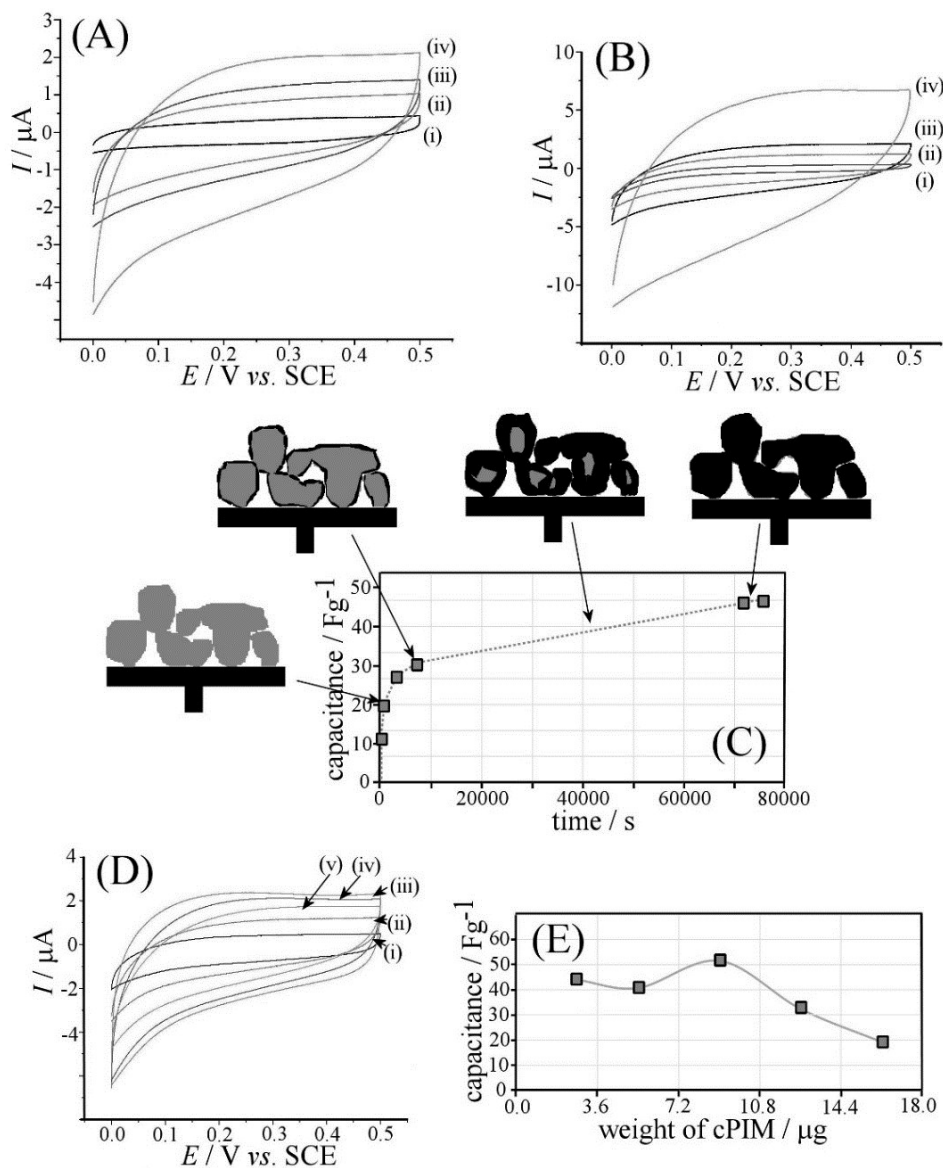 (A)
I / μA
3
2
1
0
-1
-2
-3
-4
(iv)
(iii)
(ii)
(i)
0.0 0.1 0.2 0.3 0.4 0.5
E / V vs. SCE
(B)
I / μA
10
5
0
-5
-10
(iv)
(iii)
(ii)
(i)
0.0 0.1 0.2 0.3 0.4 0.5
E / V vs. SCE
capacitance / Fg-1
50
40
30
20
10
0
(C)
0 20000 40000 60000 80000
time / s
(D)
I / μA
4
2
0
-2
-4
(v) (iv) (iii)
(ii)
(i)
0.0 0.1 0.2 0.3 0.4 0.5
E / V vs. SCE
(E)
capacitance / Fg-1
60
50
40
30
20
10
0
0.0 3.6 7.2 10.8 14.4 18.0
weight of cPIM / μg